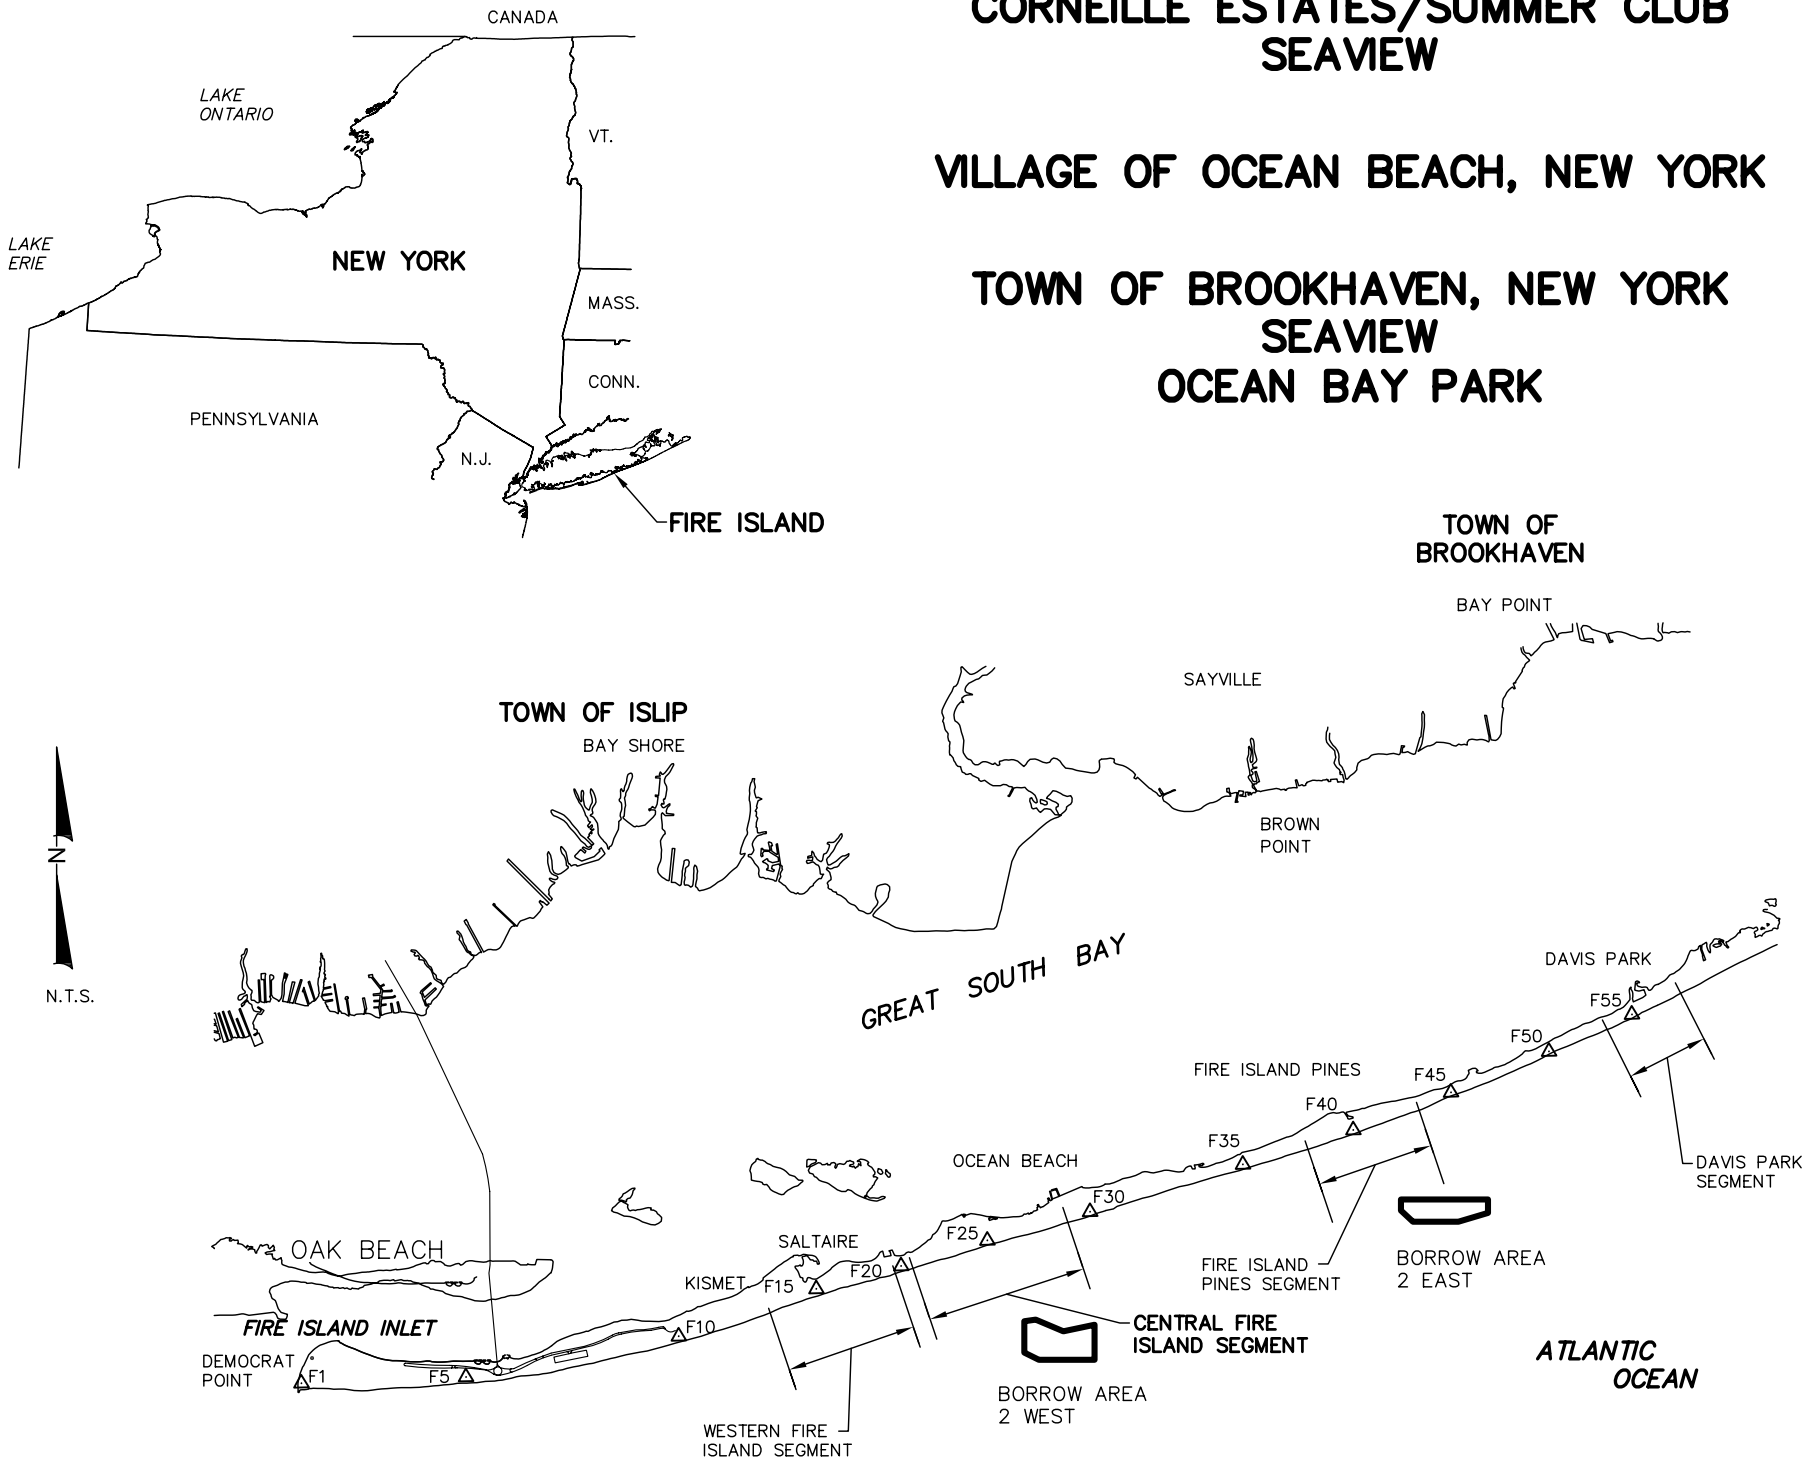 CORNEILLE ESTATES/SUMMER CLUB
SEAVIEW
VILLAGE OF OCEAN BEACH, NEW YORK
TOWN OF BROOKHAVEN, NEW YORK
SEAVIEW
OCEAN BAY PARK
CANADA
LAKE
ONTARIO
VT.
LAKE
ERIE
NEW YORK
MASS.
CONN.
PENNSYLVANIA
N.J.
FIRE ISLAND
TOWN OF
BROOKHAVEN
BAY POINT
SAYVILLE
TOWN OF ISLIP
BAY SHORE
BROWN
POINT
N
N.T.S.
GREAT SOUTH BAY
DAVIS PARK
F55
F50
FIRE ISLAND PINES
F45
F40
F35
OCEAN BEACH
DAVIS PARK
SEGMENT
F30
F25
SALTAIRE
F20
KISMET
F15
OAK BEACH
FIRE ISLAND
PINES SEGMENT
BORROW AREA
2 EAST
FIRE ISLAND INLET
F10
CENTRAL FIRE
ISLAND SEGMENT
DEMOCRAT
POINT
F1
F5
ATLANTIC
OCEAN
BORROW AREA
2 WEST
WESTERN FIRE
ISLAND SEGMENT